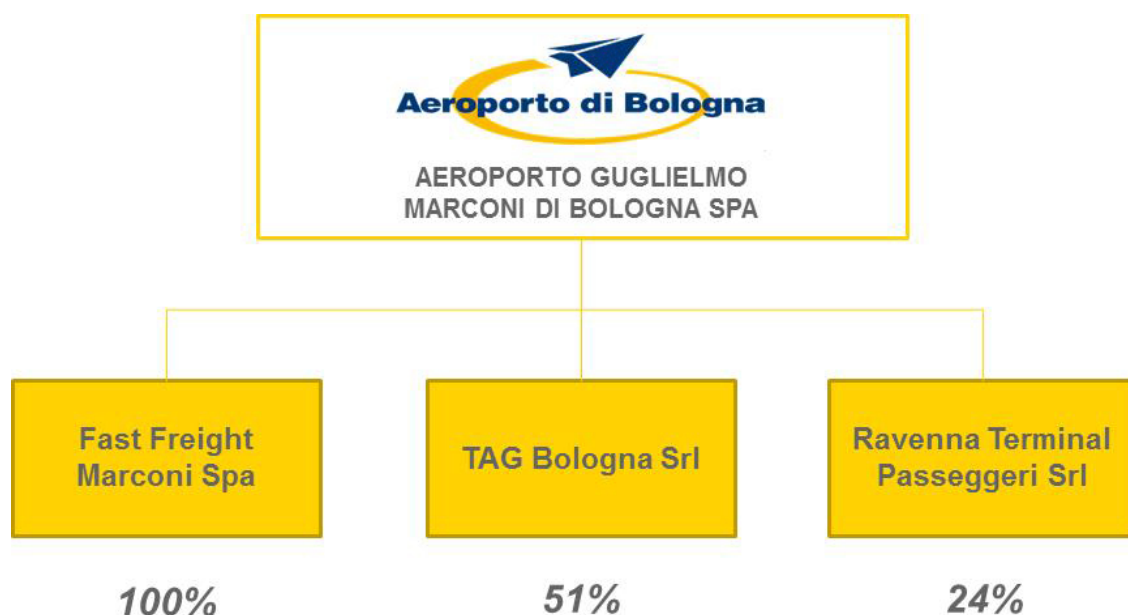 Aeroporto di Bologna
AEROPORTO GUGLIELMO
MARCONI DI BOLOGNA SPA
Fast Freight
Marconi Spa
TAG Bologna Srl
Ravenna Terminal
Passeggeri Srl
100%
51%
24%